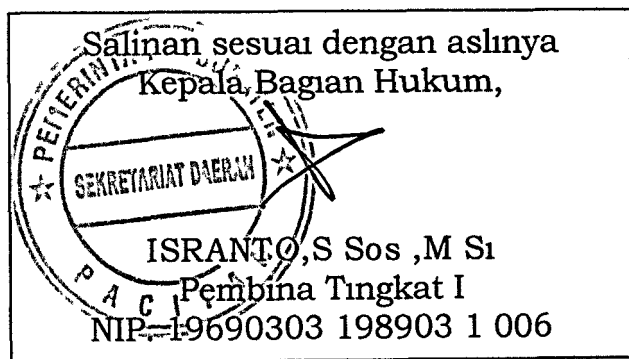 Salinan sesuai dengan aslinya
Kepala Bagian Hukum,
SEKRETARIAT DAERAH
ISRANTO,S Sos ,M Si
Pembina Tingkat I
NIP. 19690303 198903 1 006